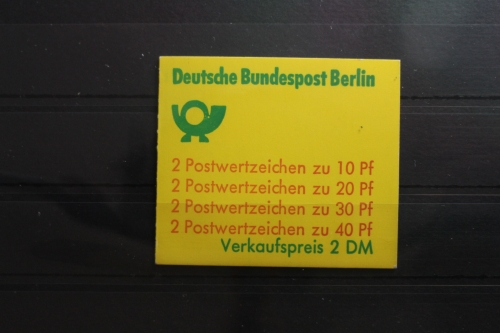 Deutsche Bundespost Berlin
2 Postwertzeichen zu 10 Pf
2 Postwertzeichen zu 20 Pf
2 Postwertzeichen zu 30 Pf
2 Postwertzeichen zu 40 Pf
Verkaufspreis 2 DM